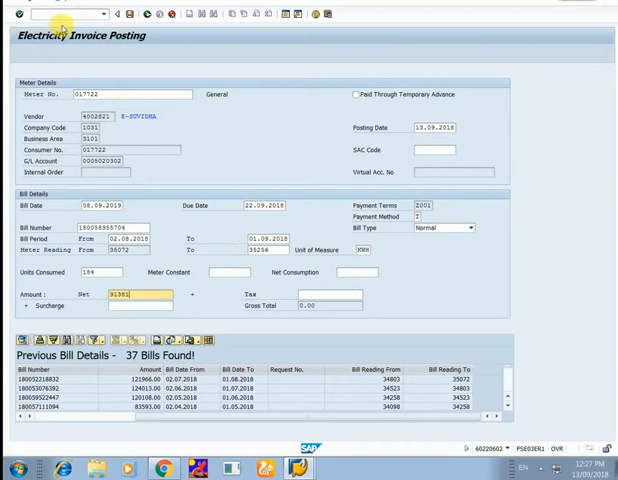 Electricity Invoice Posting
Meter Details
Meter No. 017722 General Paid Through Temporary Advance
Vendor 4002821 E-SUVIDHA
Company Code 1031 Posting Date 13.09.2018
Business Area 3101
Consumer No. 017722 SAC Code
G/L Account 0005020302
Internal Order Virtual Acc. No
Bill Details
Bill Date 08.09.2019 Due Date 22.09.2018 Payment Terms Z001
Payment Method T
Bill Number 180058955704 Bill Type Normal
Bill Period From 02.08.2018 To 01.09.2018
Meter Reading From 35072 To 35256 Unit of Measure KWH
Units Consumed 184 Meter Constant Net Consumption
Amount : Net 91381 + Tax
+ Surcharge Gross Total 0.00
Previous Bill Details - 37 Bills Found!
Bill Number Amount Bill Date From Bill Date To Request No. Bill Reading From Bill Reading To
180052218832 121966.00 02.07.2018 01.08.2018 34803 35072
180053076392 124013.00 02.06.2018 01.07.2018 34523 34803
180059522447 120108.00 02.05.2018 01.06.2018 34258 34523
180057111094 83593.00 02.04.2018 01.05.2018 34098 34258
SAP
60220602 PSE03ER1 OVR
EN 12:27 PM
13/09/2018